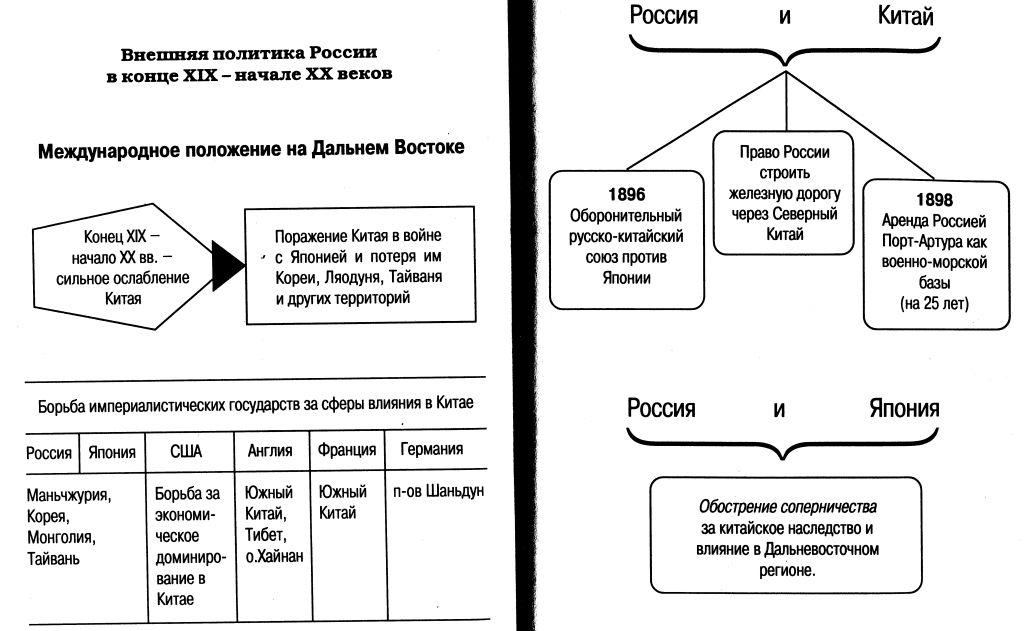 Внешняя политика России
в конце XIX – начале XX веков
Международное положение на Дальнем Востоке
Конец XIX –
начало XX вв. –
сильное ослабление
Китая
Поражение Китая в войне
с Японией и потеря им
Кореи, Ляодуня, Тайваня
и других территорий
Борьба империалистических государств за сферы влияния в Китае
Россия Япония США Англия Франция Германия
Маньчжурия,
Корея,
Монголия,
Тайвань
Борьба за
экономи-
ческое
доминиро-
вание в
Китае
Южный
Китай,
Тибет,
о.Хайнан
Южный
Китай
п-ов Шаньдун
Россия и Китай
1896
Оборонительный
русско-китайский
союз против
Японии
Право России
строить
железную дорогу
через Северный
Китай
1898
Аренда Россией
Порт-Артура как
военно-морской
базы
(на 25 лет)
Россия и Япония
Обострение соперничества
за китайское наследство и
влияние в Дальневосточном
регионе.